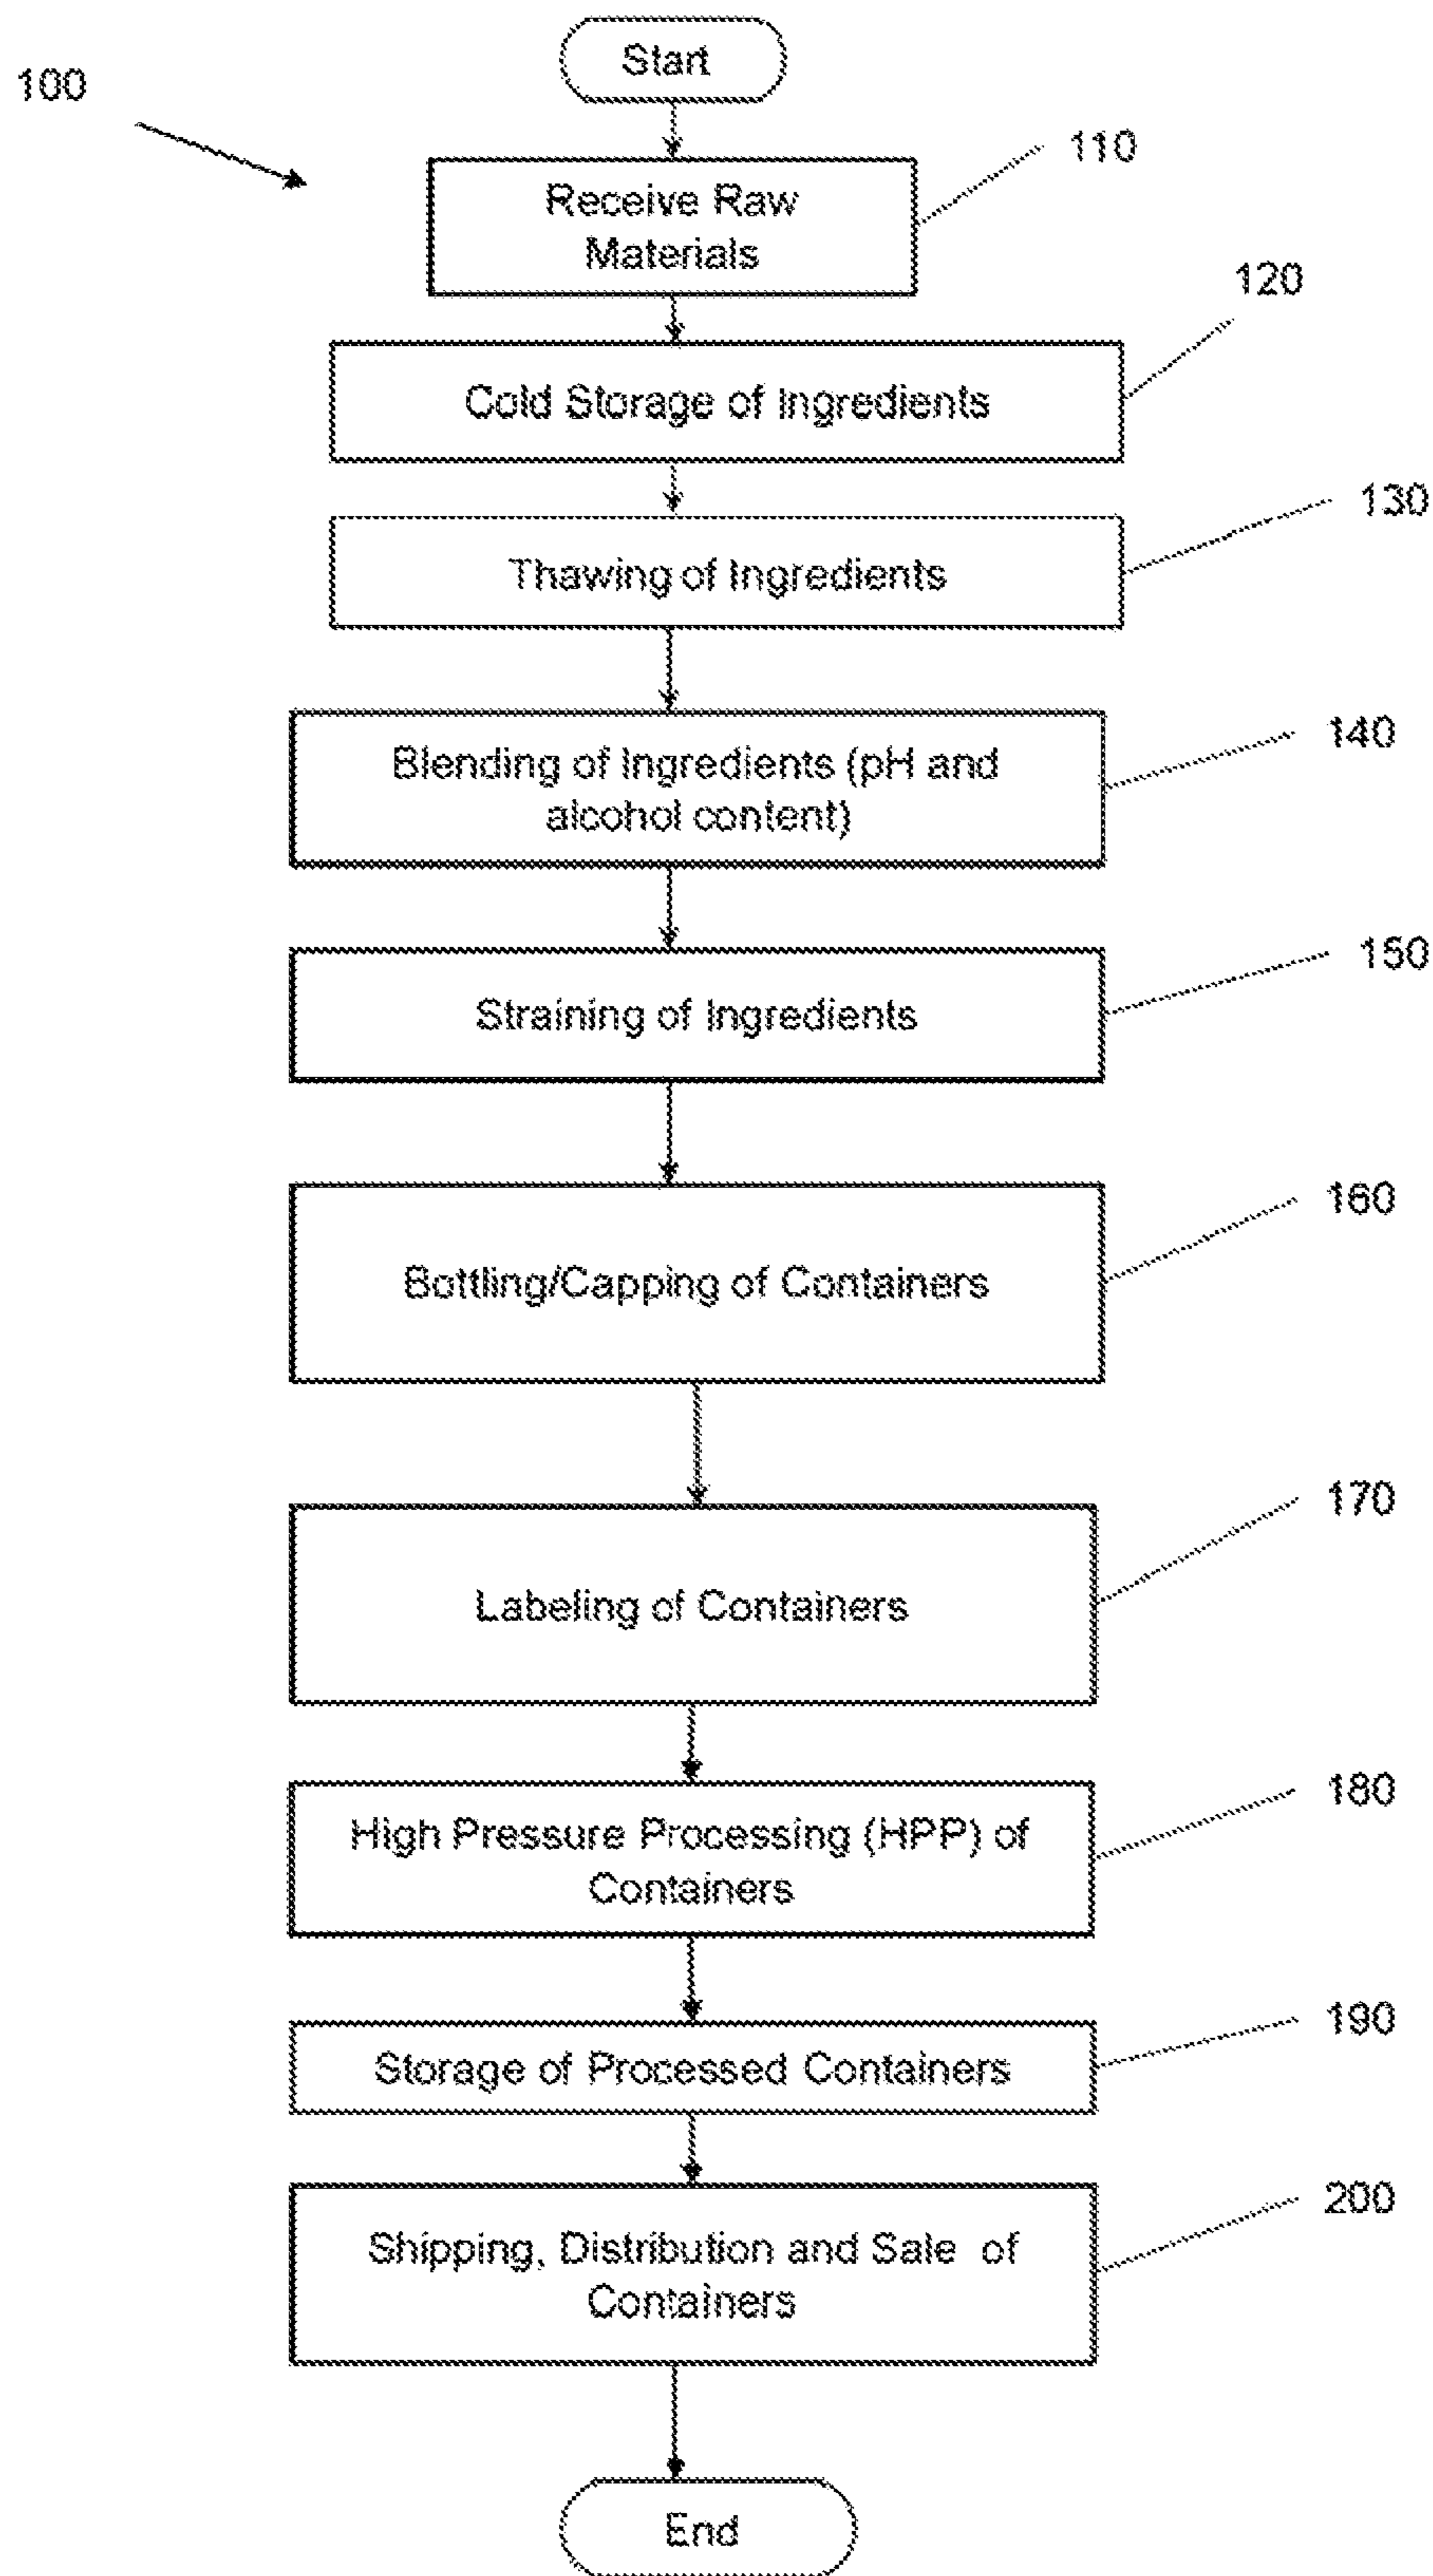 Start
100
110
Receive Raw
Materials
120
Cold Storage of Ingredients
130
Thawing of Ingredients
140
Blending of Ingredients (pH and
alcohol content)
150
Straining of Ingredients
160
Bottling/Capping of Containers
170
Labeling of Containers
180
High Pressure Processing (HPP) of
Containers
190
Storage of Processed Containers
200
Shipping, Distribution and Sale of
Containers
End